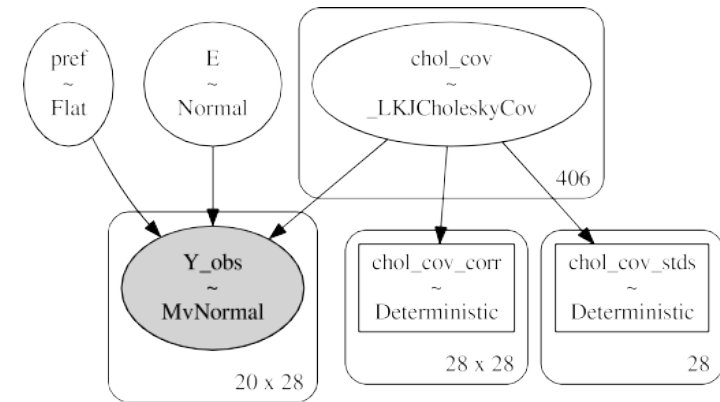 pref
~
Flat
E
~
Normal
chol_cov
~
_LKJCholeskyCov
406
Y_obs
~
MvNormal
20 x 28
chol_cov_corr
~
Deterministic
28 x 28
chol_cov_stds
~
Deterministic
28